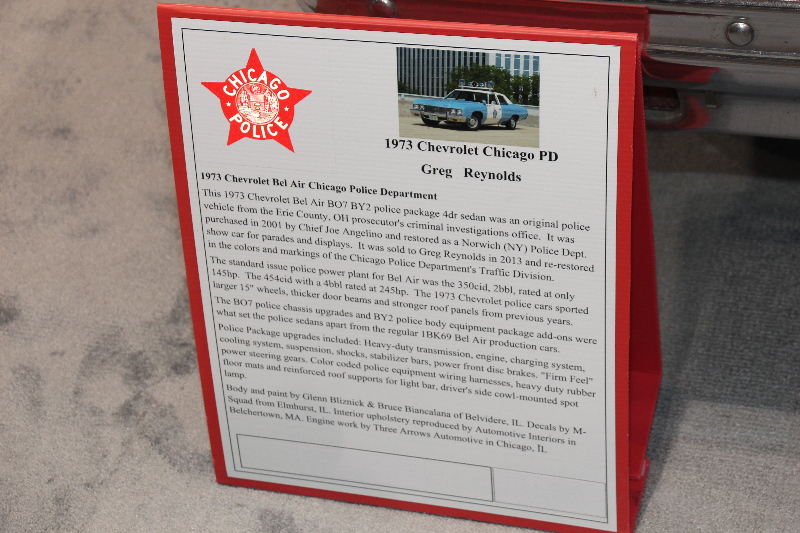 CHICAGO
POLICE
1973 Chevrolet Chicago PD
Greg Reynolds
1973 Chevrolet Bel Air Chicago Police Department
This 1973 Chevrolet Bel Air BO7 BY2 police package 4dr sedan was an original police
vehicle from the Erie County, OH prosecutor's criminal investigations office. It was
purchased in 2001 by Chief Joe Angelino and restored as a Norwich (NY) Police Dept.
show car for parades and displays. It was sold to Greg Reynolds in 2013 and re-restored
in the colors and markings of the Chicago Police Department's Traffic Division.
The standard issue police power plant for Bel Air was the 350cid, 2bbl, rated at only
145hp. The 454cid with a 4bbl rated at 245hp. The 1973 Chevrolet police cars sported
larger 15" wheels, thicker door beams and stronger roof panels from previous years.
The BO7 police chassis upgrades and BY2 police body equipment package add-ons were
what set the police sedans apart from the regular 1BK69 Bel Air production cars.
Police Package upgrades included: Heavy-duty transmission, engine, charging system,
cooling system, suspension, shocks, stabilizer bars, power front disc brakes. "Firm Feel"
power steering gears. Color coded police equipment wiring harnesses, heavy duty rubber
floor mats and reinforced roof supports for light bar, driver's side cowl-mounted spot
lamp.
Body and paint by Glenn Bliznick & Bruce Biancalana of Belvidere, IL. Decals by M-
Squad from Elmhurst, IL. Interior upholstery reproduced by Automotive Interiors in
Belchertown, MA. Engine work by Three Arrows Automotive in Chicago, IL